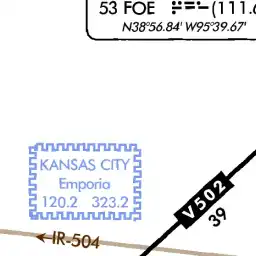 53 FOE (111.
N38°56.84' W95°39.67'
KANSAS CITY
Emporia
120.2 323.2
V502
39
IR-504